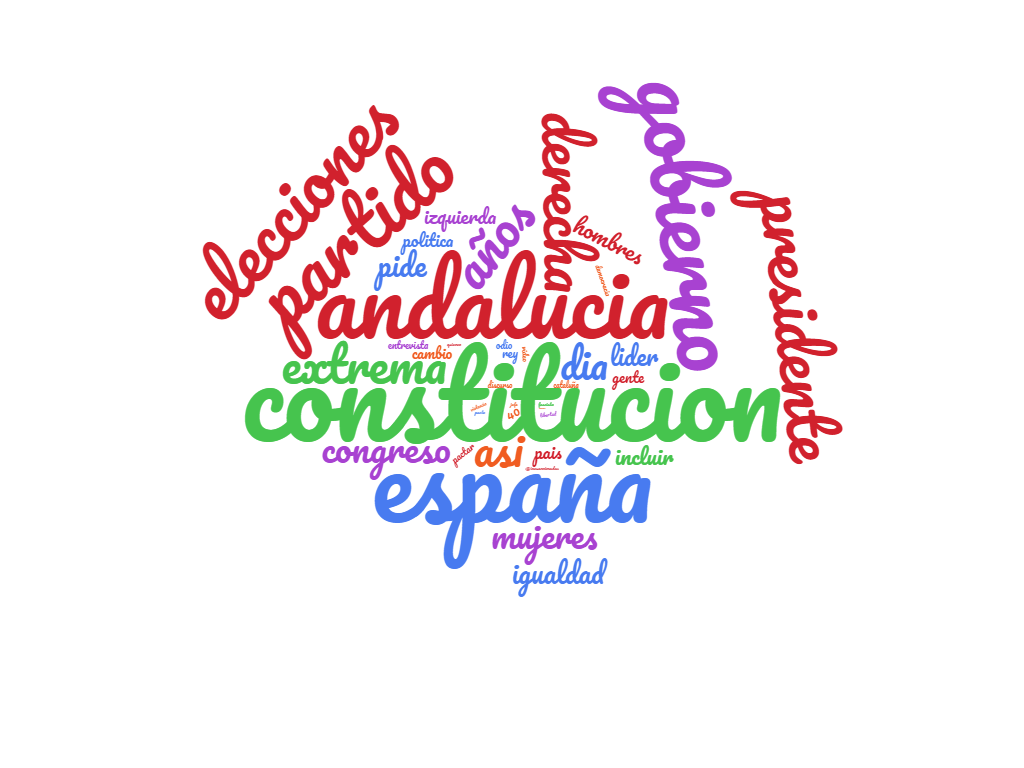 elecciones
partido
derecha
gobierno
presidente
izquierda
politica
años
hombres
pide
democracia
andalucia
entrevista
cambio
odio
rey
extrema
dia
lider
gente
discurso
cataluña
constitucion
40
libertad
congreso
pactar
asi
pais
incluir
españa
mujeres
igualdad